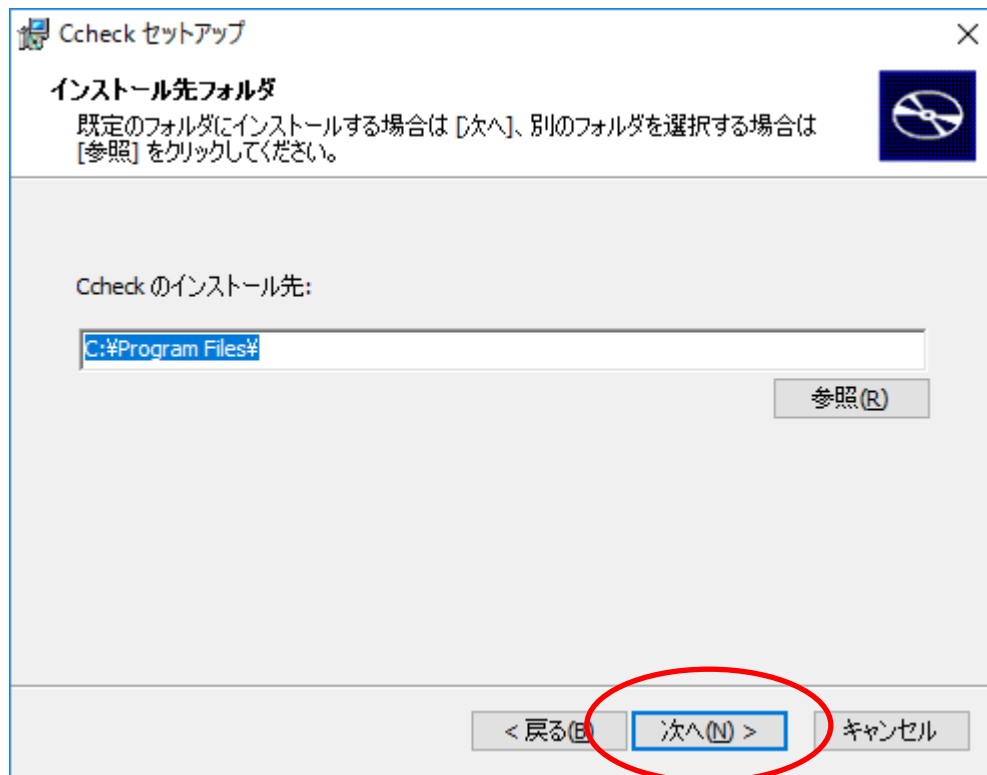 Ccheck セットアップ
インストール先フォルダ
既定のフォルダにインストールする場合は [次へ]、別のフォルダを選択する場合は
[参照] をクリックしてください。
Ccheck のインストール先:
C:¥Program Files¥
参照(R)
< 戻る(B)
次へ(N) >
キャンセル